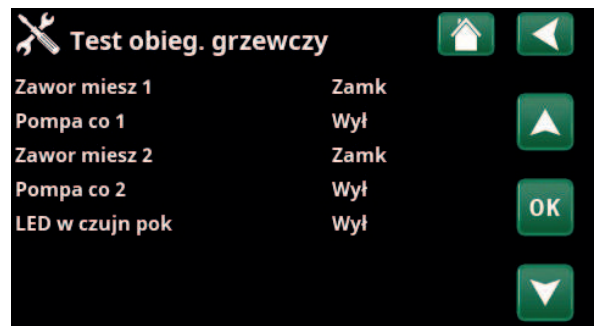 Test obieg. grzewczy
Zawor miesz 1 Zamk
Pompa co 1 Wył
Zawor miesz 2 Zamk
Pompa co 2 Wył
LED w czujn pok Wył
OK